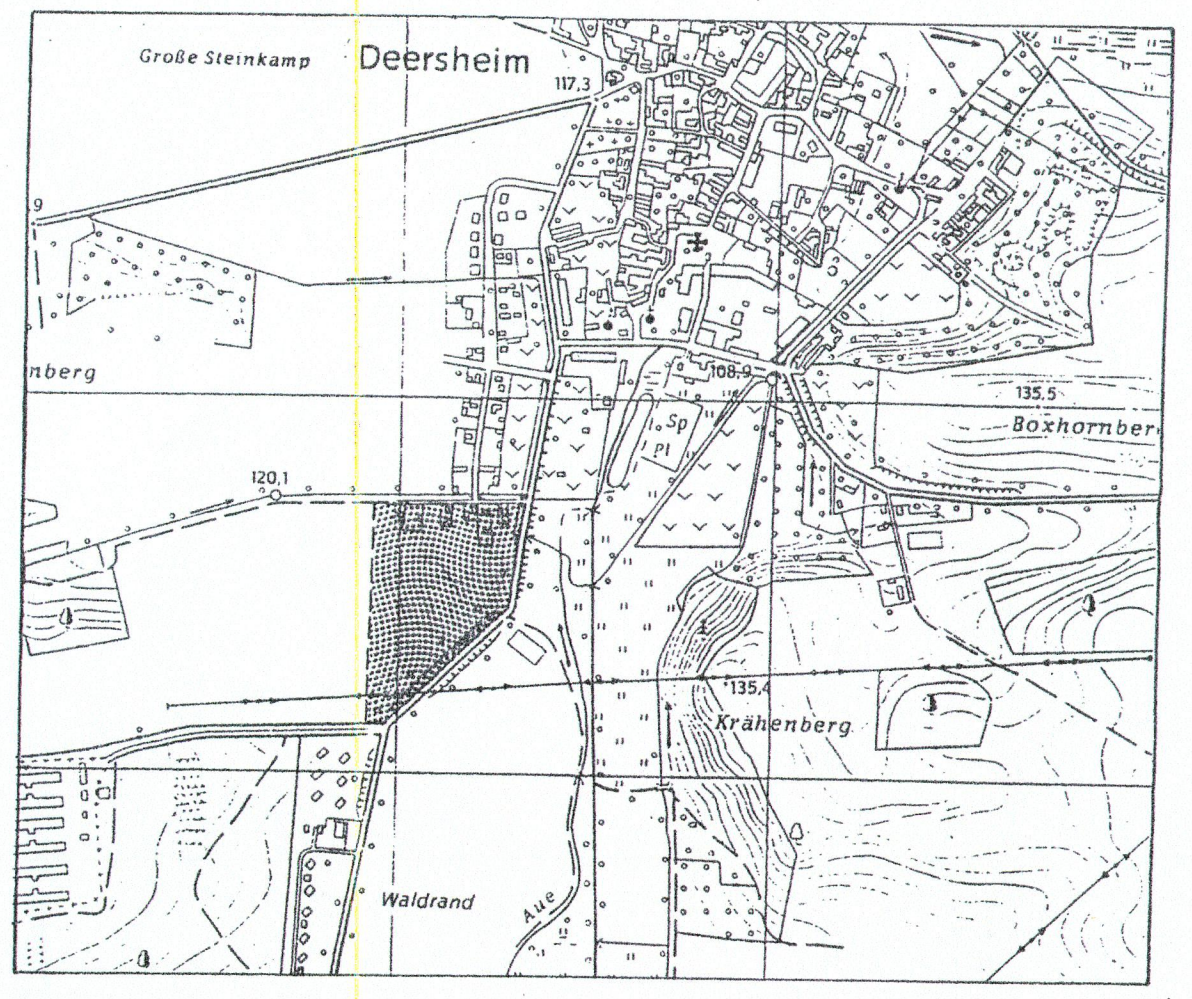 Große Steinkamp
Deersheim
117,3
9
nberg
108,9
135,5
Boxhornber
Sp
Pl
120,1
135,4
Krähenberg
Waldrand
Aue